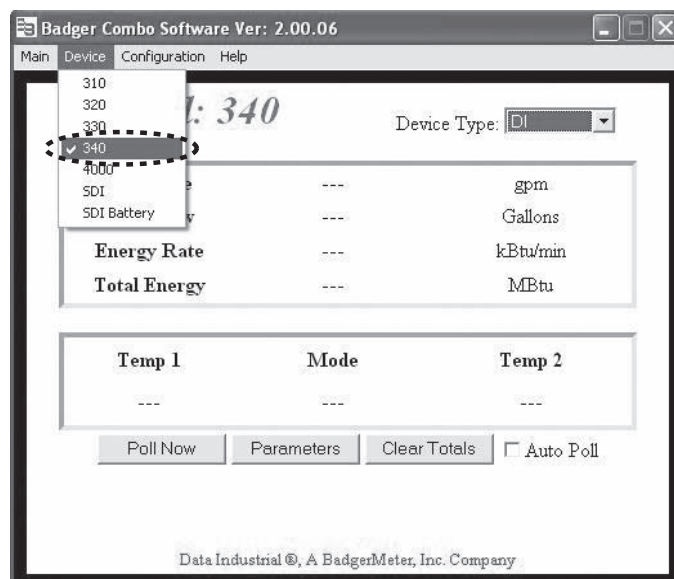 Badger Combo Software Ver: 2.00.06
Main Device Configuration Help
310
320
330
340
4000
SDI
SDI Battery
340
Device Type: DI
--- gpm
--- Gallons
Energy Rate --- kBtu/min
Total Energy --- MBtu
Temp 1 Mode Temp 2
--- --- ---
Poll Now Parameters Clear Totals Auto Poll
Data Industrial ®, A BadgerMeter, Inc. Company